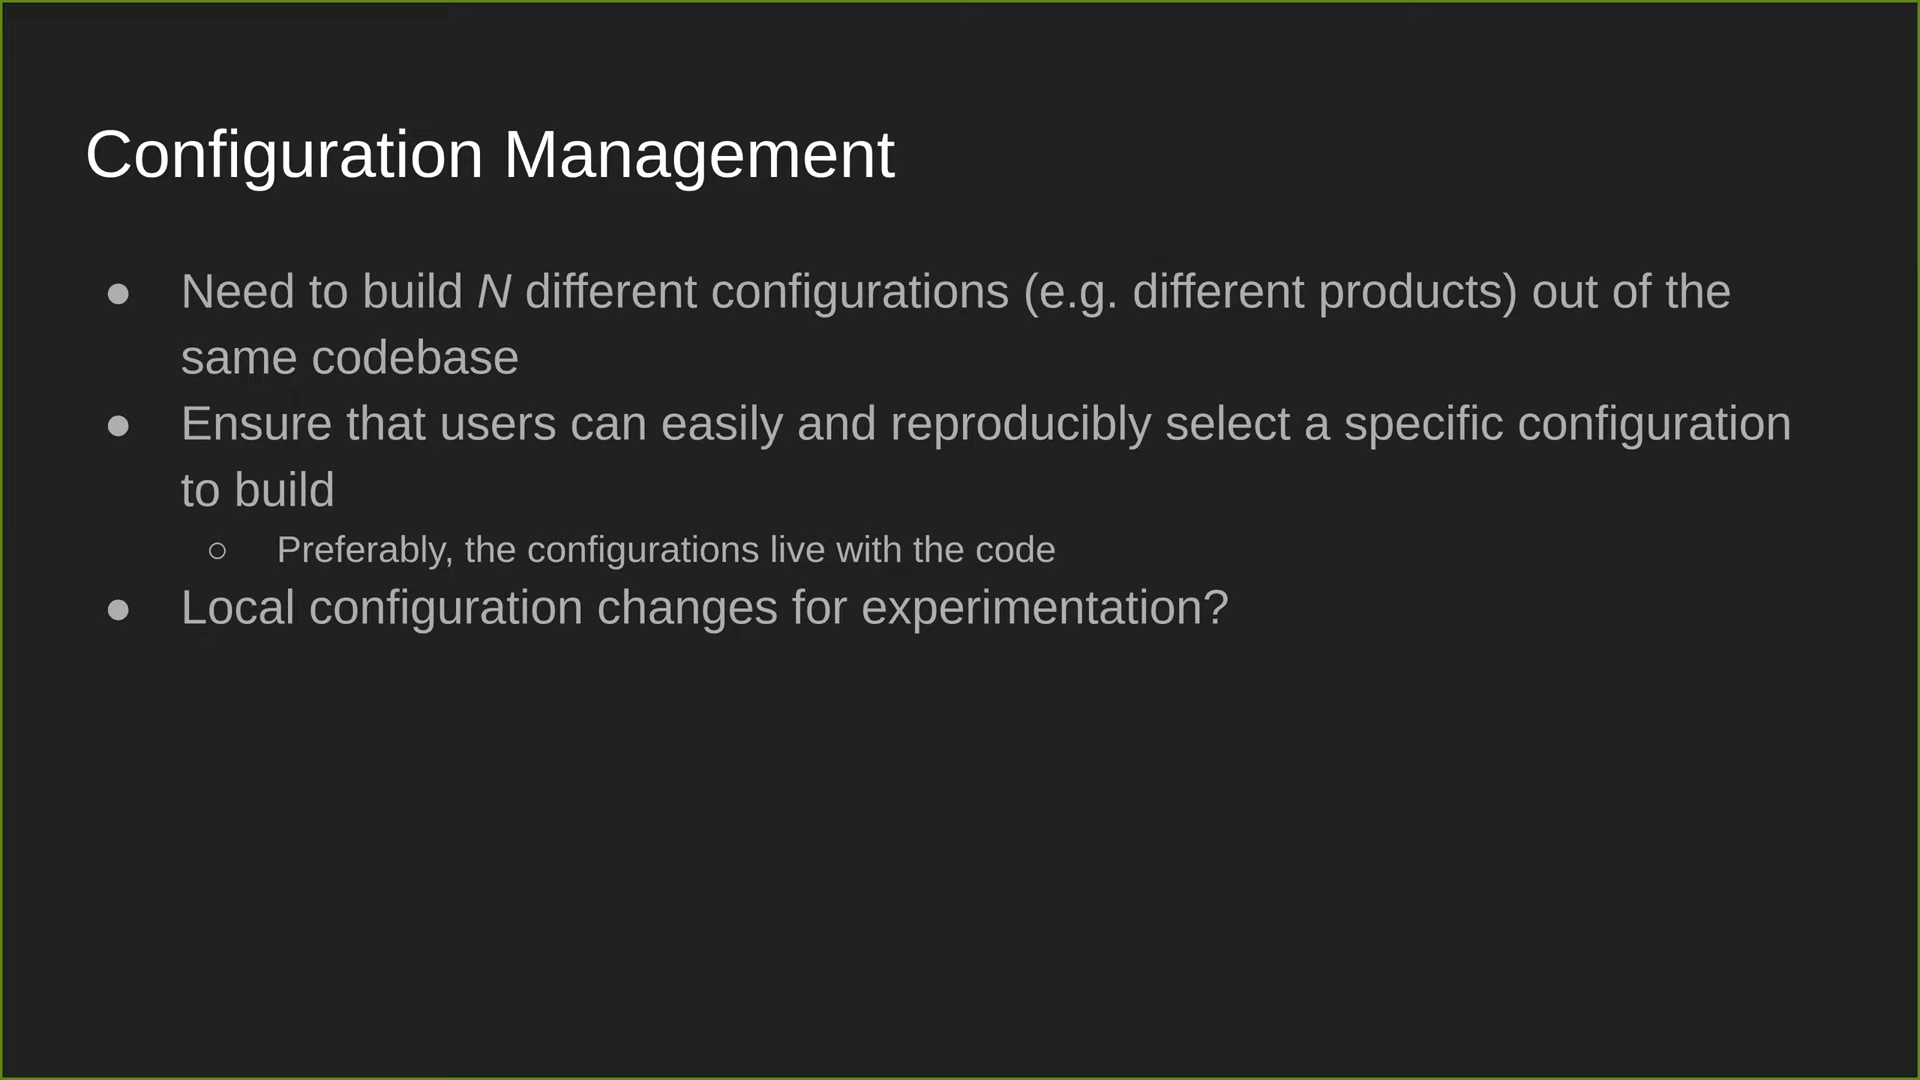 Configuration Management
● Need to build N different configurations (e.g. different products) out of the
same codebase
● Ensure that users can easily and reproducibly select a specific configuration
to build
○ Preferably, the configurations live with the code
● Local configuration changes for experimentation?